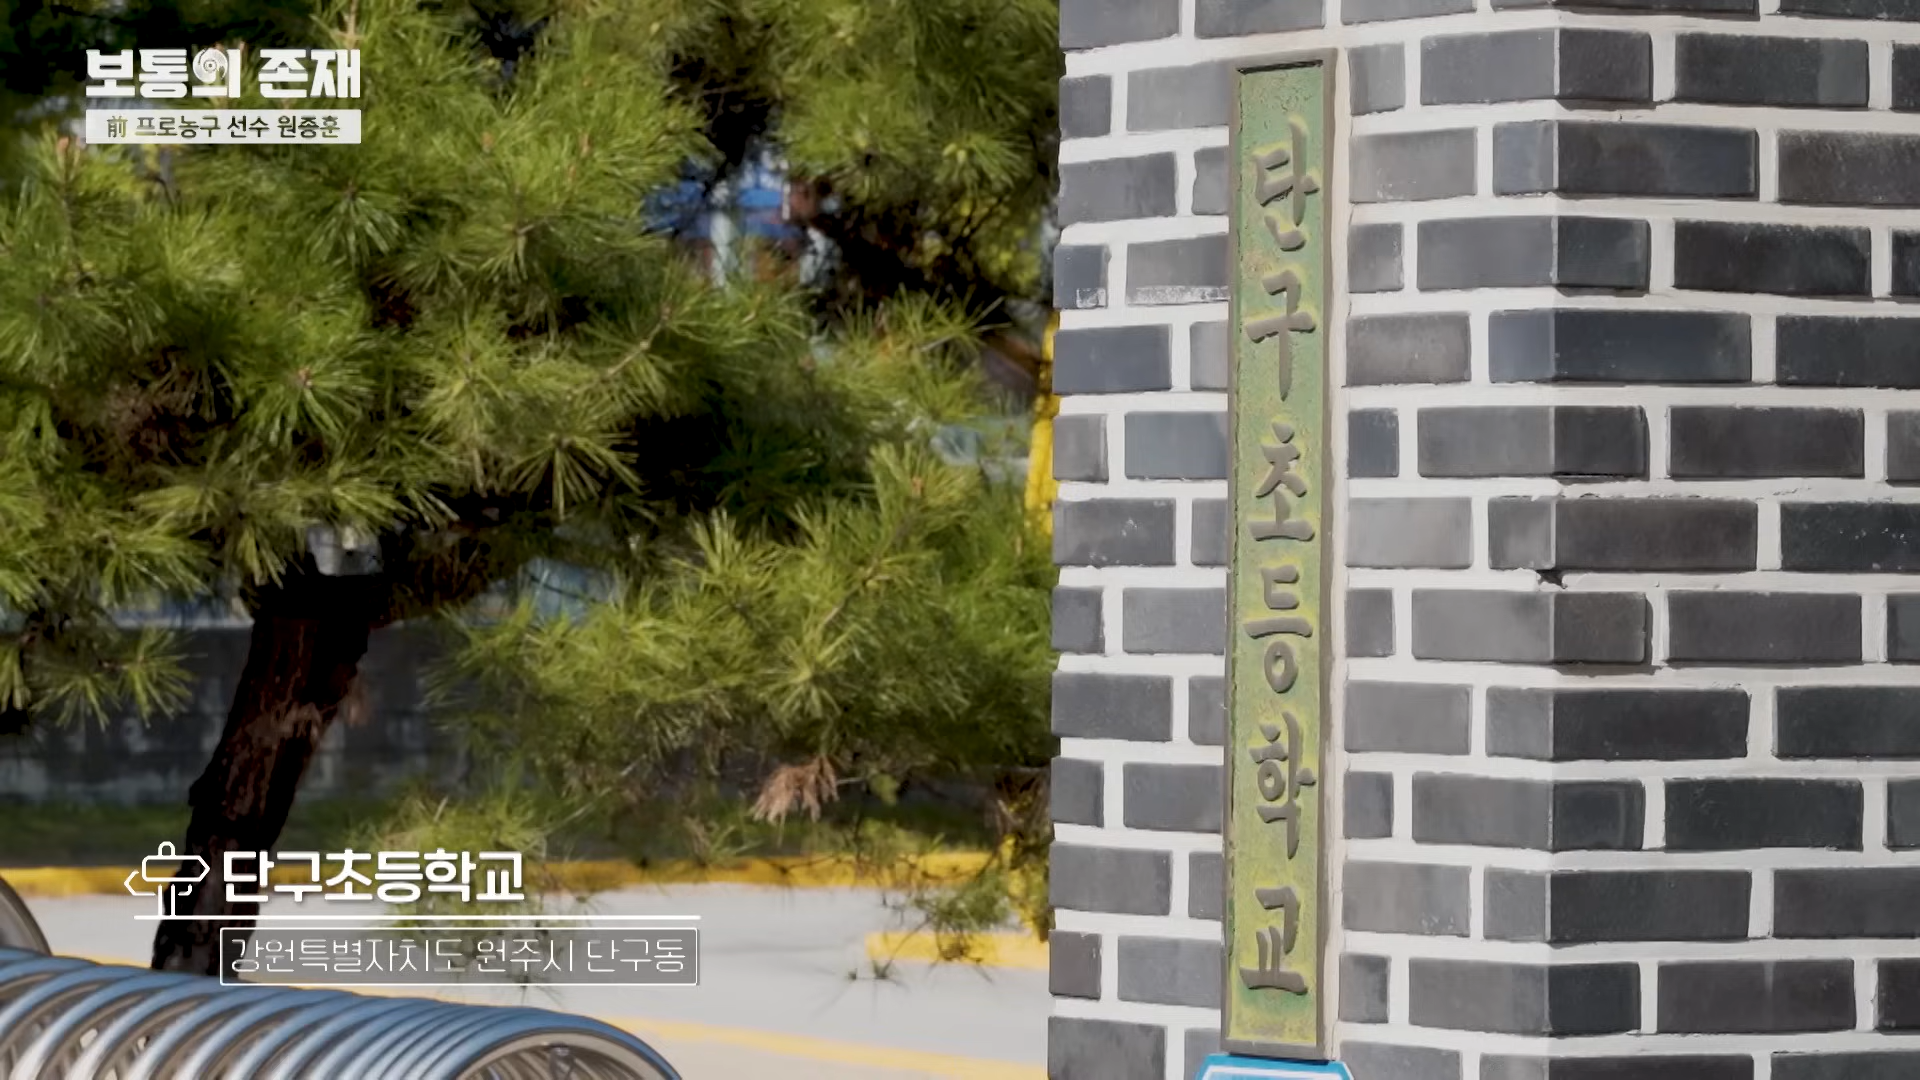 보통의 존재
前 프로농구 선수 원종훈
단구초등학교
단구초등학교
강원특별자치도 원주시 단구동